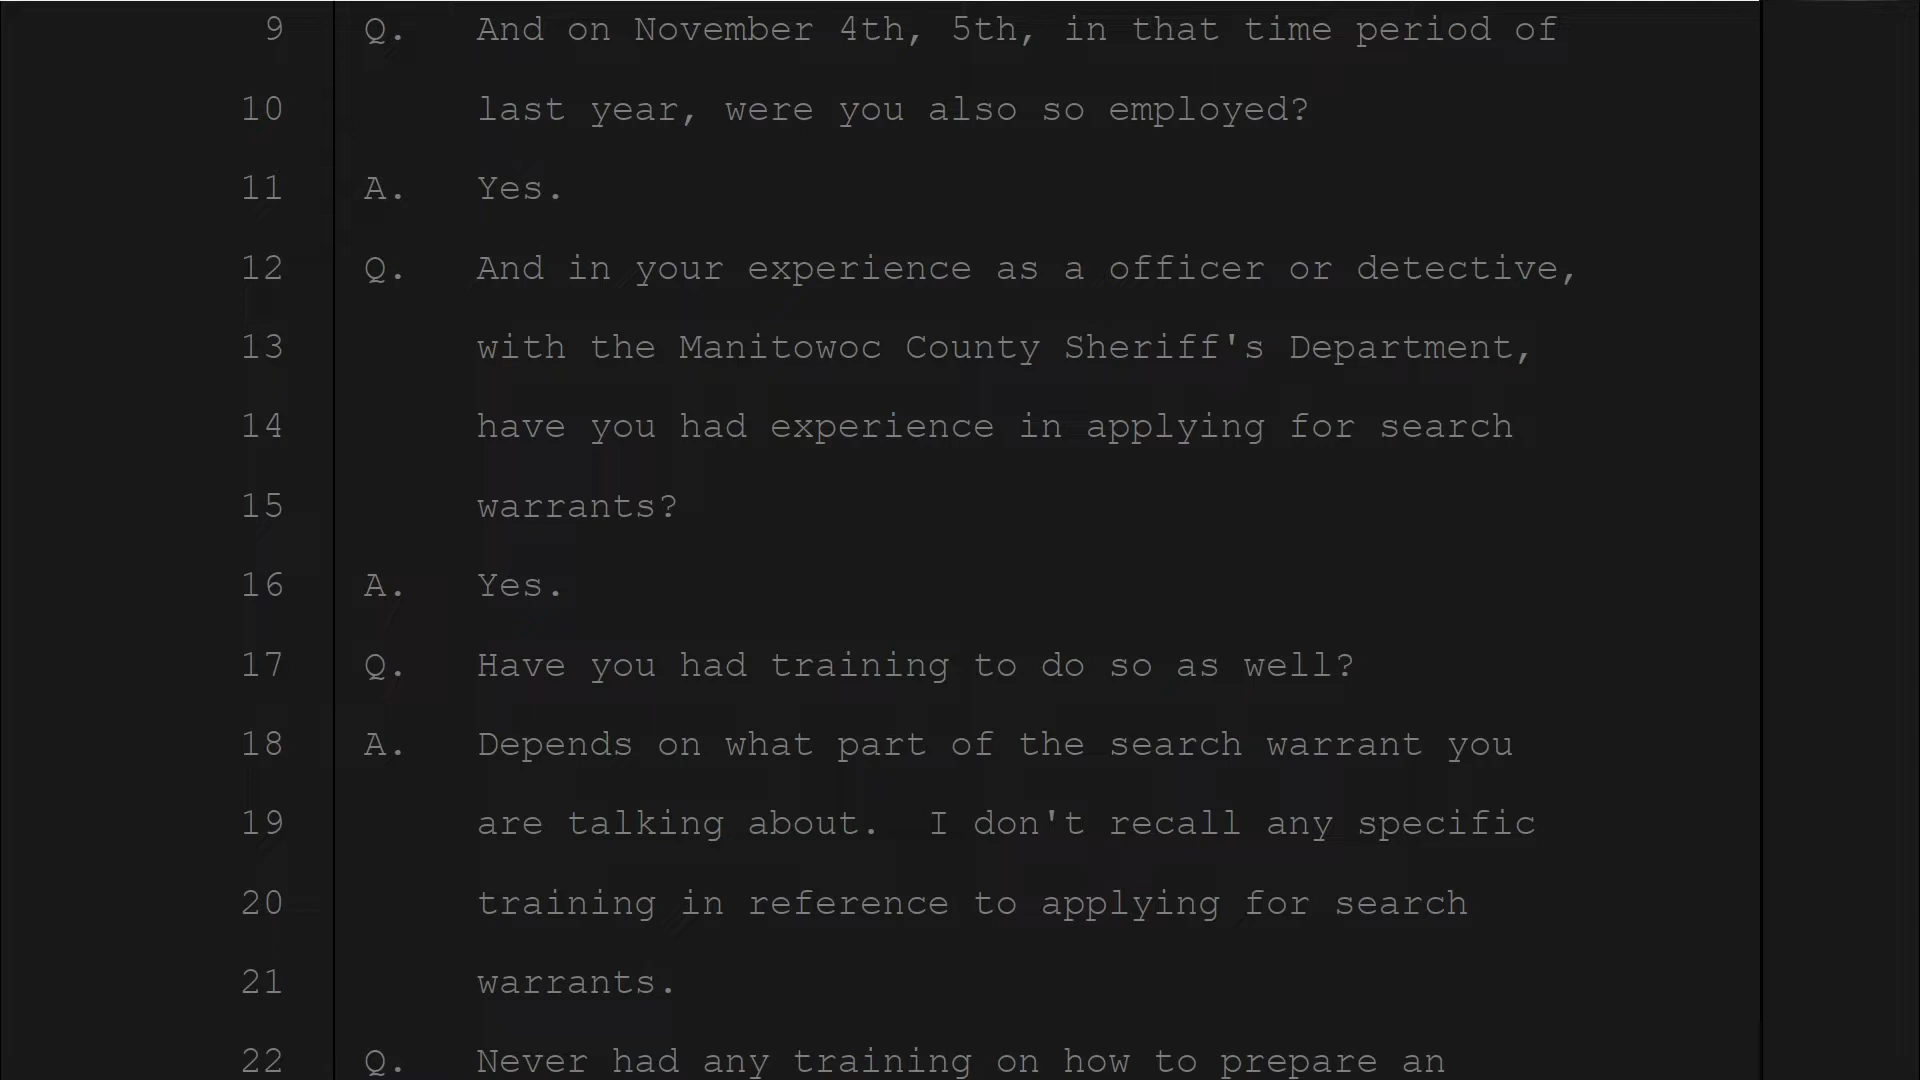 9 Q. And on November 4th, 5th, in that time period of
10 last year, were you also so employed?
11 A. Yes.
12 Q. And in your experience as a officer or detective,
13 with the Manitowoc County Sheriff's Department,
14 have you had experience in applying for search
15 warrants?
16 A. Yes.
17 Q. Have you had training to do so as well?
18 A. Depends on what part of the search warrant you
19 are talking about. I don't recall any specific
20 training in reference to applying for search
21 warrants.
22 Q. Never had any training on how to prepare an